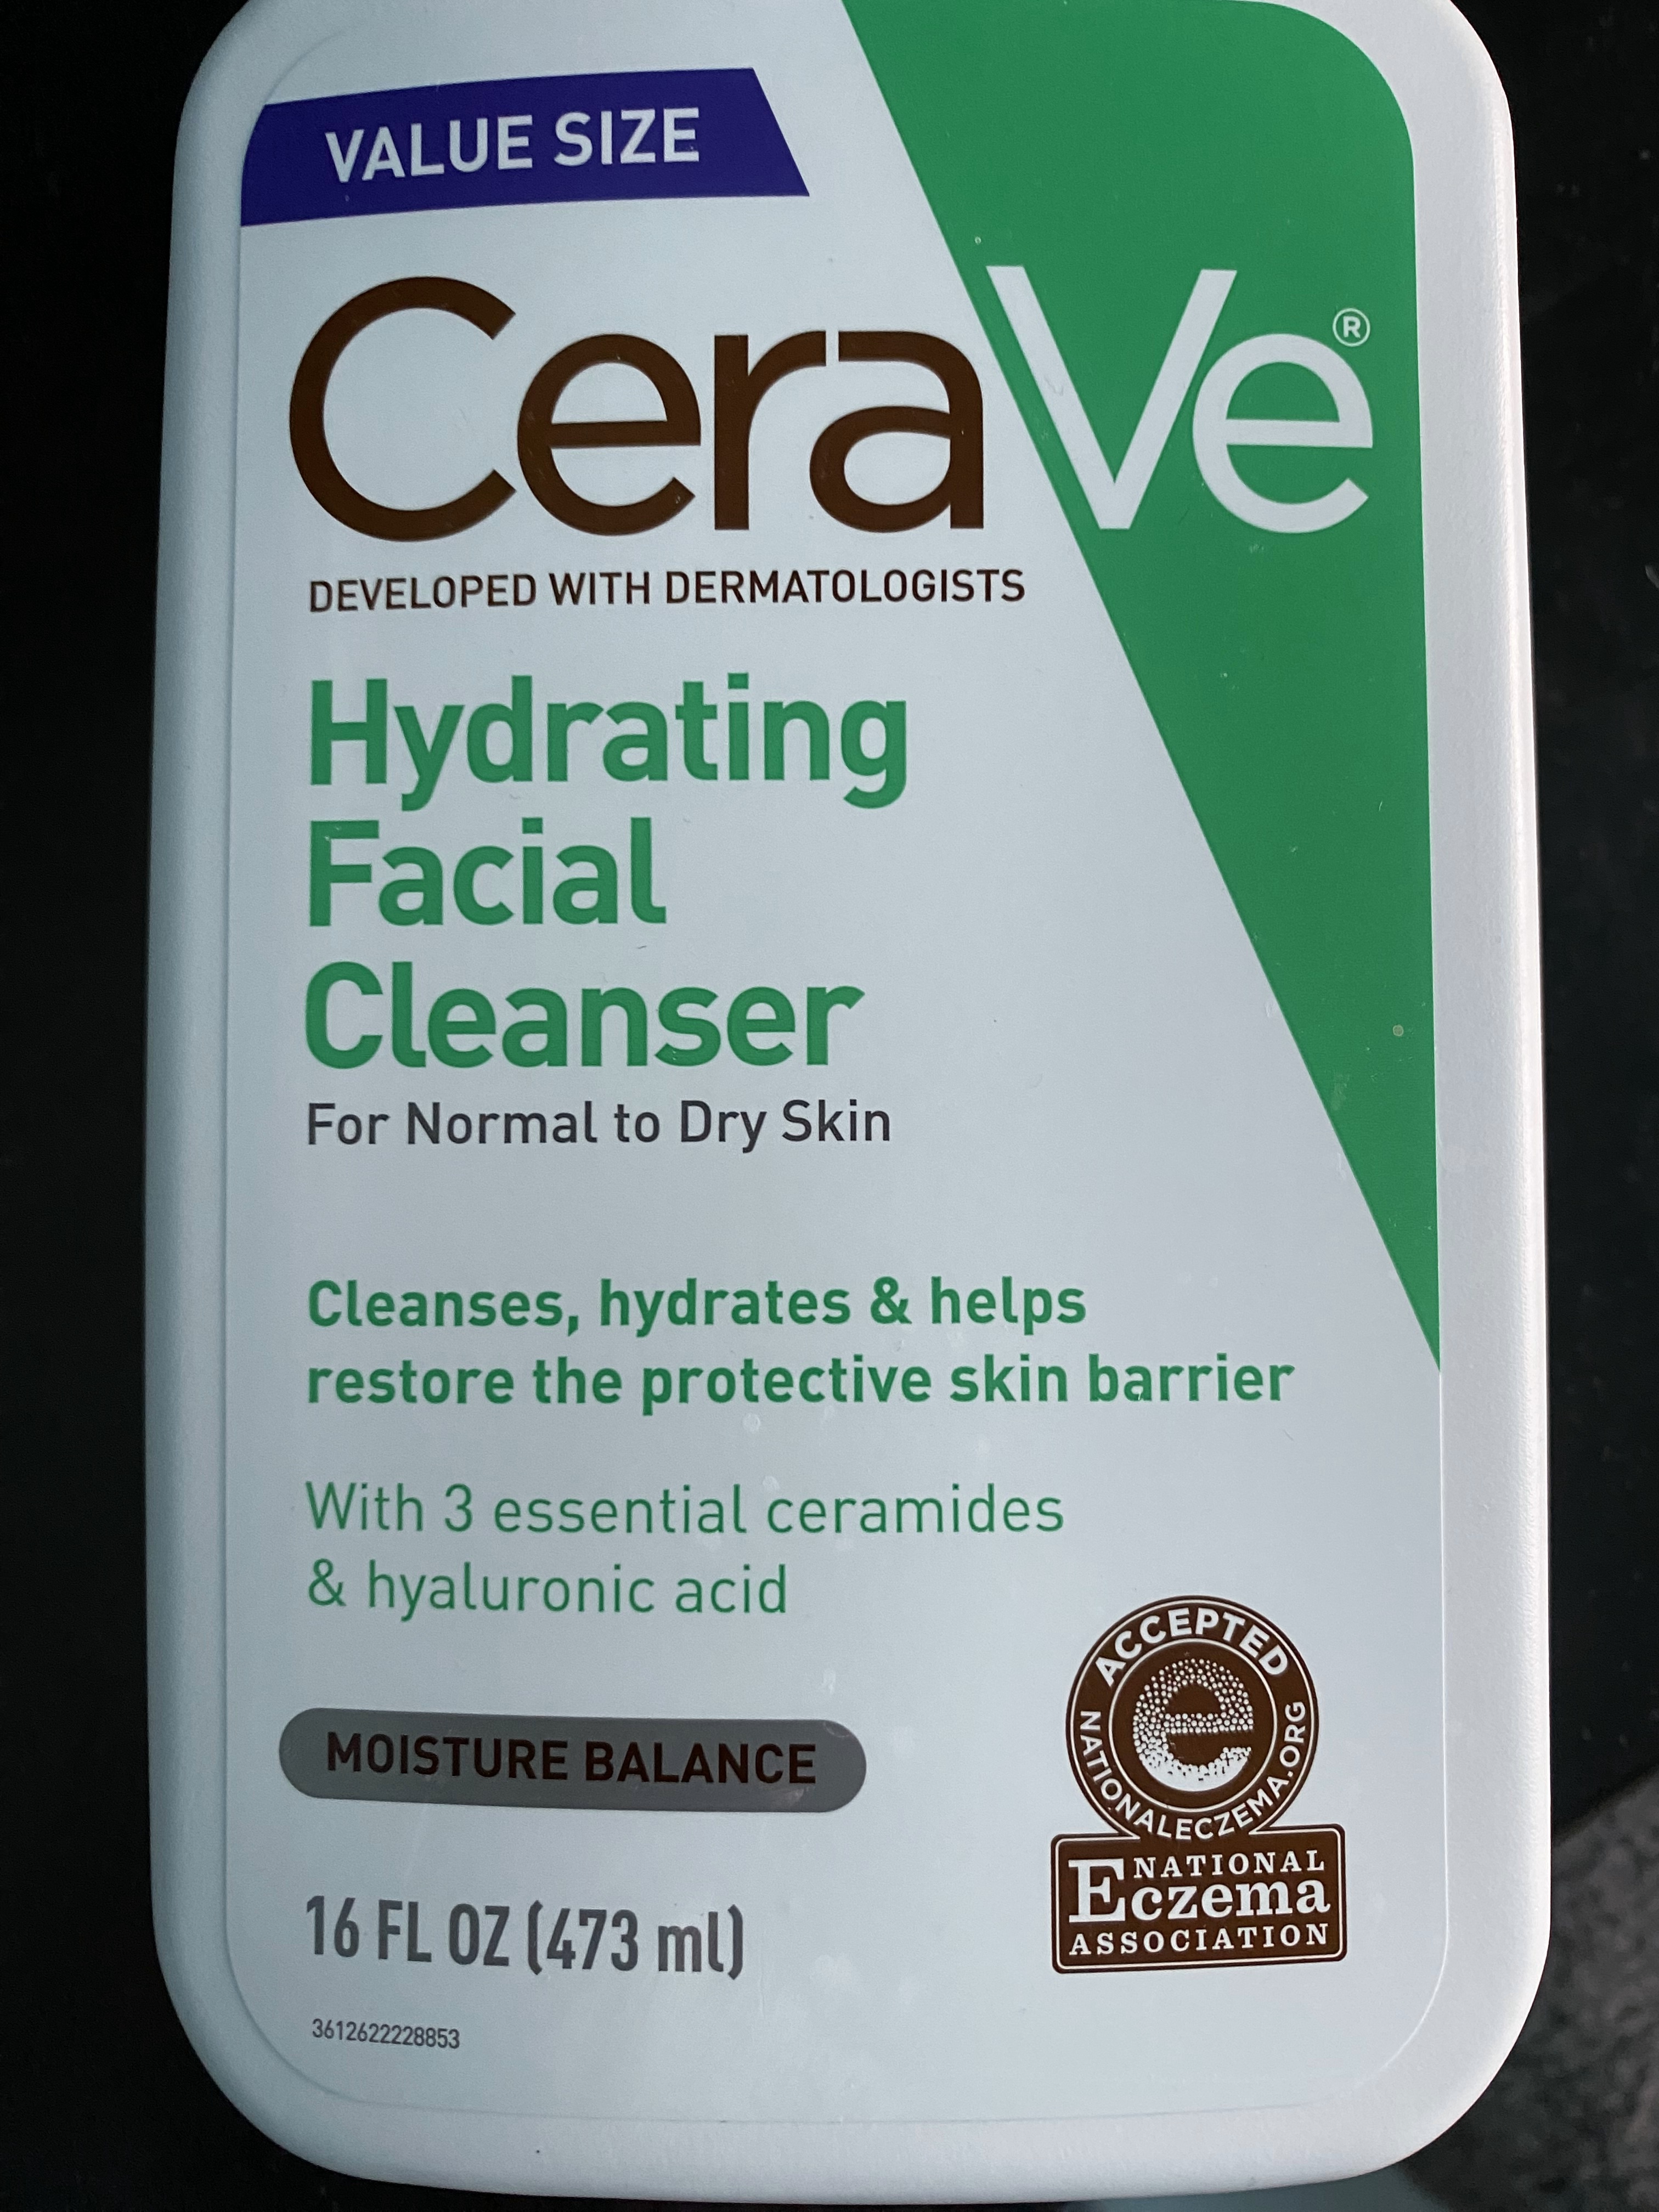 VALUE SIZE
CeraVe®
DEVELOPED WITH DERMATOLOGISTS
Hydrating
Facial
Cleanser
For Normal to Dry Skin
Cleanses, hydrates & helps
restore the protective skin barrier
With 3 essential ceramides
& hyaluronic acid
MOISTURE BALANCE
16 FL OZ (473 ml)
3612622228853
ACCEPTED
e
NATIONALECZEMA.ORG
NATIONAL
Eczema
ASSOCIATION